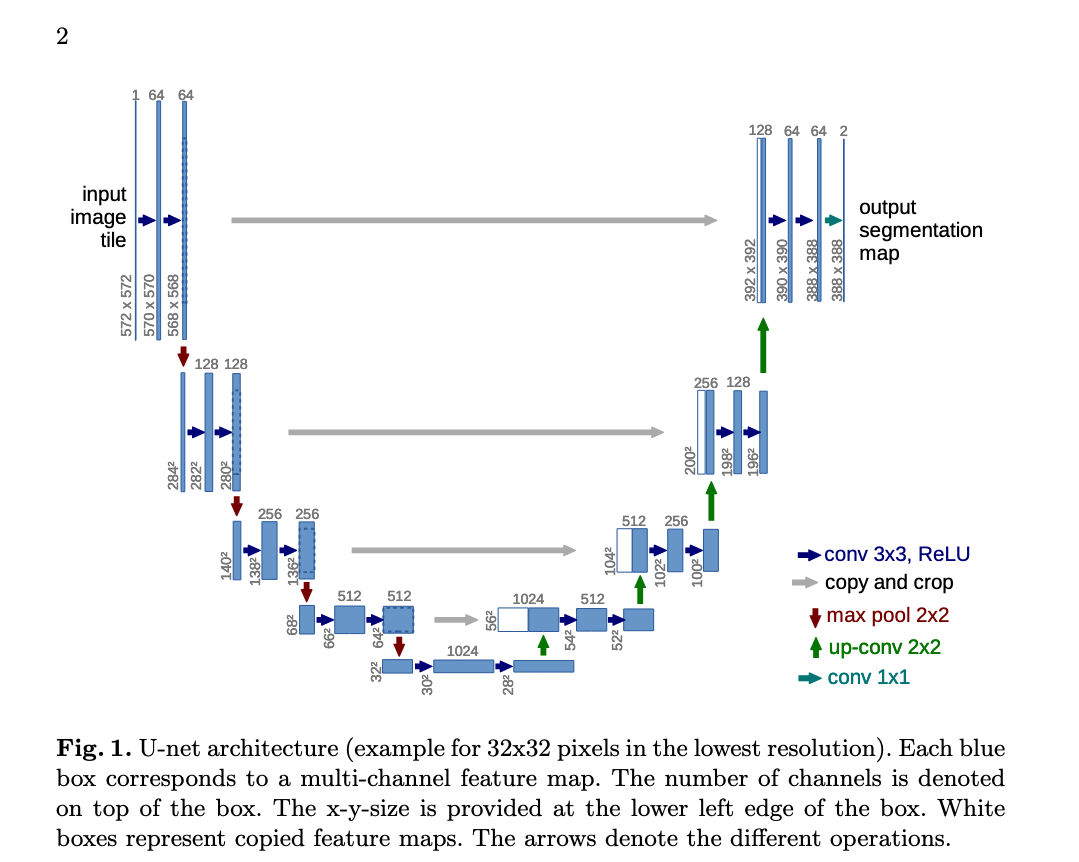 2
1 64 64
128 64 64 2
input
image
tile
output
segmentation
map
572 x 572
570 x 570
568 x 568
392 x 392
390 x 390
388 x 388
388 x 388
128 128
256 128
284²
282²
280²
200²
198²
196²
256 256
512 256
140²
138²
136²
104²
102²
100²
conv 3x3, ReLU
copy and crop
max pool 2x2
up-conv 2x2
conv 1x1
512 512
1024 512
68²
66²
64²
56²
54²
52²
1024
32²
30²
28²
Fig. 1. U-net architecture (example for 32x32 pixels in the lowest resolution). Each blue
box corresponds to a multi-channel feature map. The number of channels is denoted
on top of the box. The x-y-size is provided at the lower left edge of the box. White
boxes represent copied feature maps. The arrows denote the different operations.